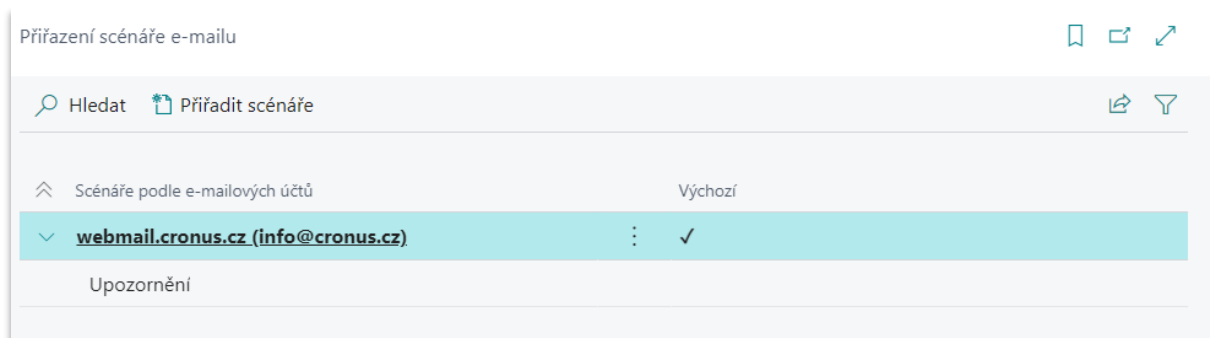 Přiřazení scénáře e-mailu
Hledat Přiřadit scénáře
Scénáře podle e-mailových účtů Výchozí
webmail.cronus.cz (info@cronus.cz)
Upozornění